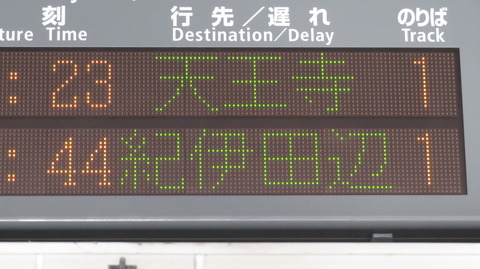 刻 行先／遅れ のりば
ture Time Destination／Delay Track
:23 天王寺 1
:44 紀伊田辺 1